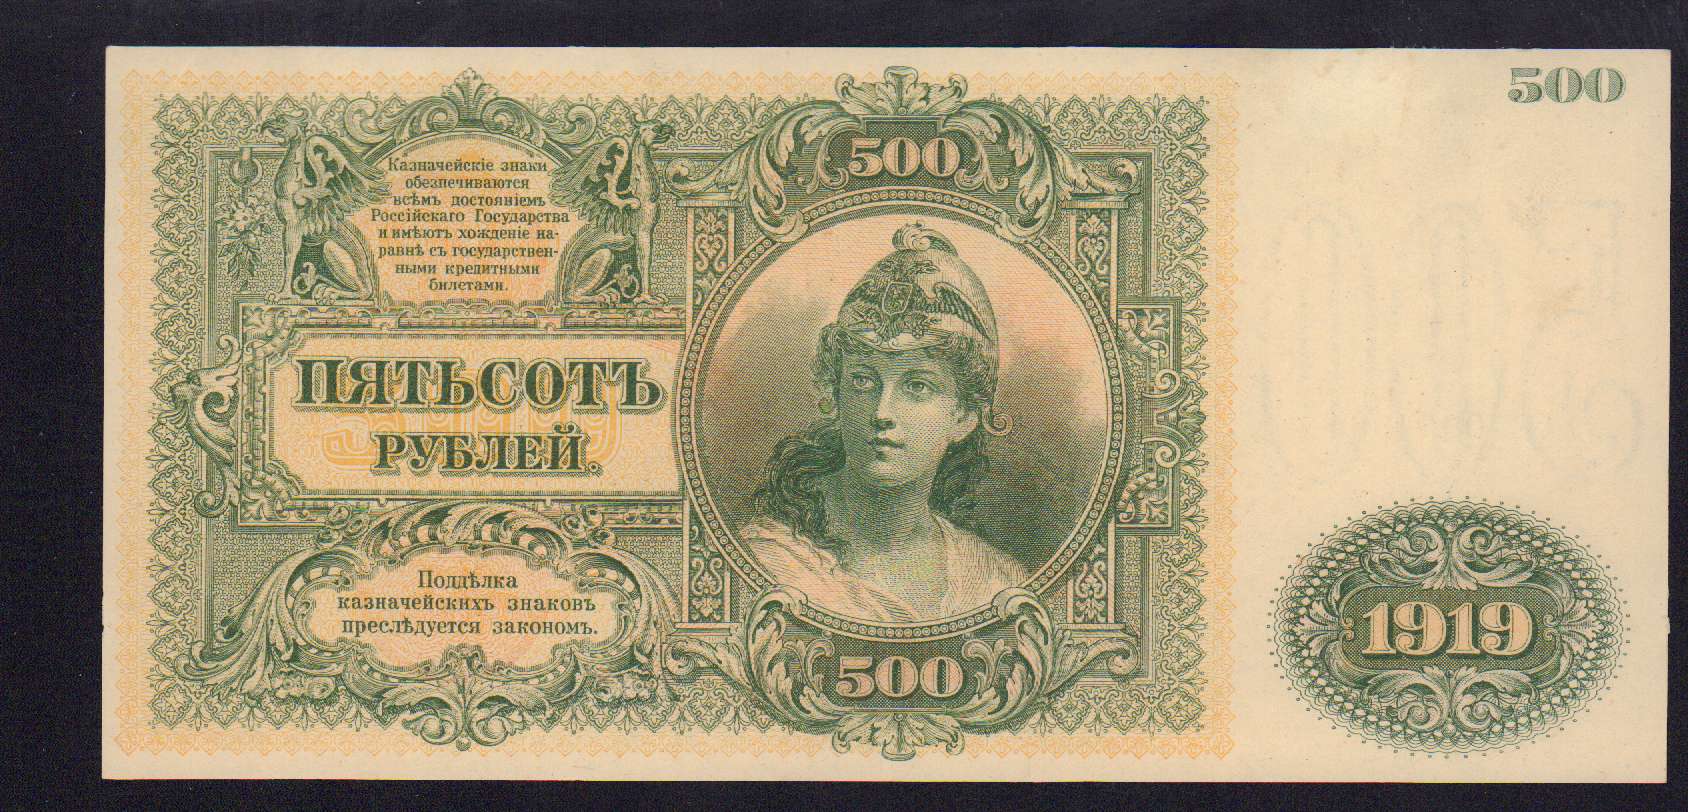 500
Казначейскіе знаки
обезпечиваются
всѣмъ достояніемъ
Россійскаго Государства
и имѣютъ хожденіе на-
равнѣ съ государствен-
ными кредитными
билетами.
500
ПЯТЬСОТЪ
РУБЛЕЙ.
500
Поддѣлка
казначейскихъ знаковъ
преслѣдуется закономъ.
500
1919